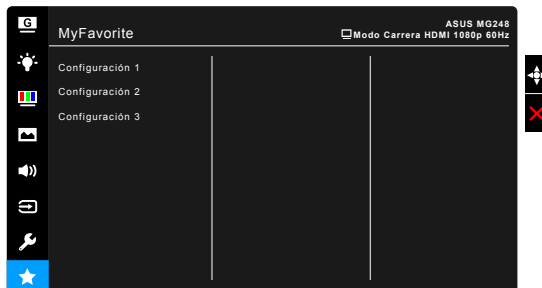 G
MyFavorite
ASUS MG248
Modo Carrera HDMI 1080p 60Hz
Configuración 1
Configuración 2
Configuración 3